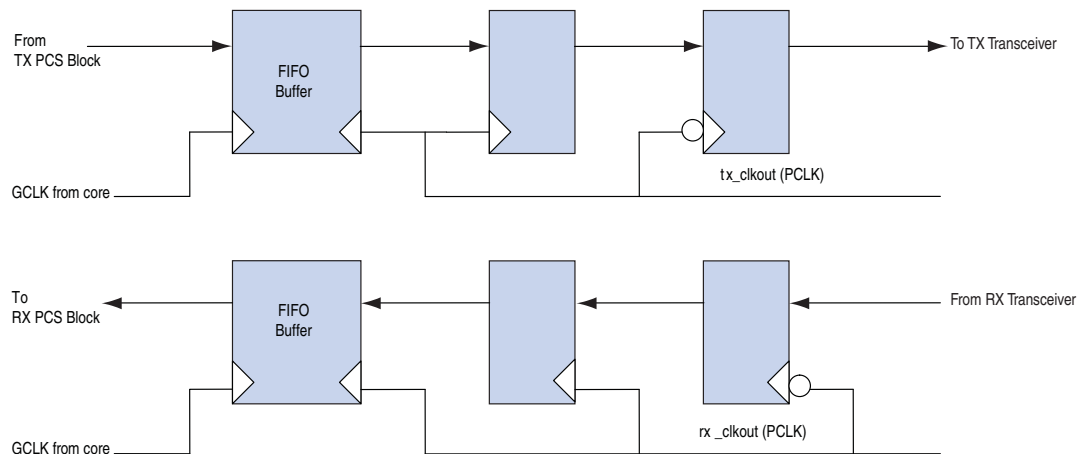 From
TX PCS Block
FIFO
Buffer
To TX Transceiver
tx_clkout (PCLK)
GCLK from core
To
RX PCS Block
FIFO
Buffer
From RX Transceiver
rx _clkout (PCLK)
GCLK from core